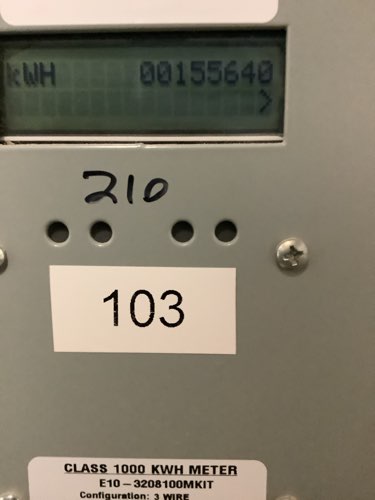 kWH 00155640
>
210
103
CLASS 1000 KWH METER
E10-3208100MKIT
Configuration: 3 WIRE